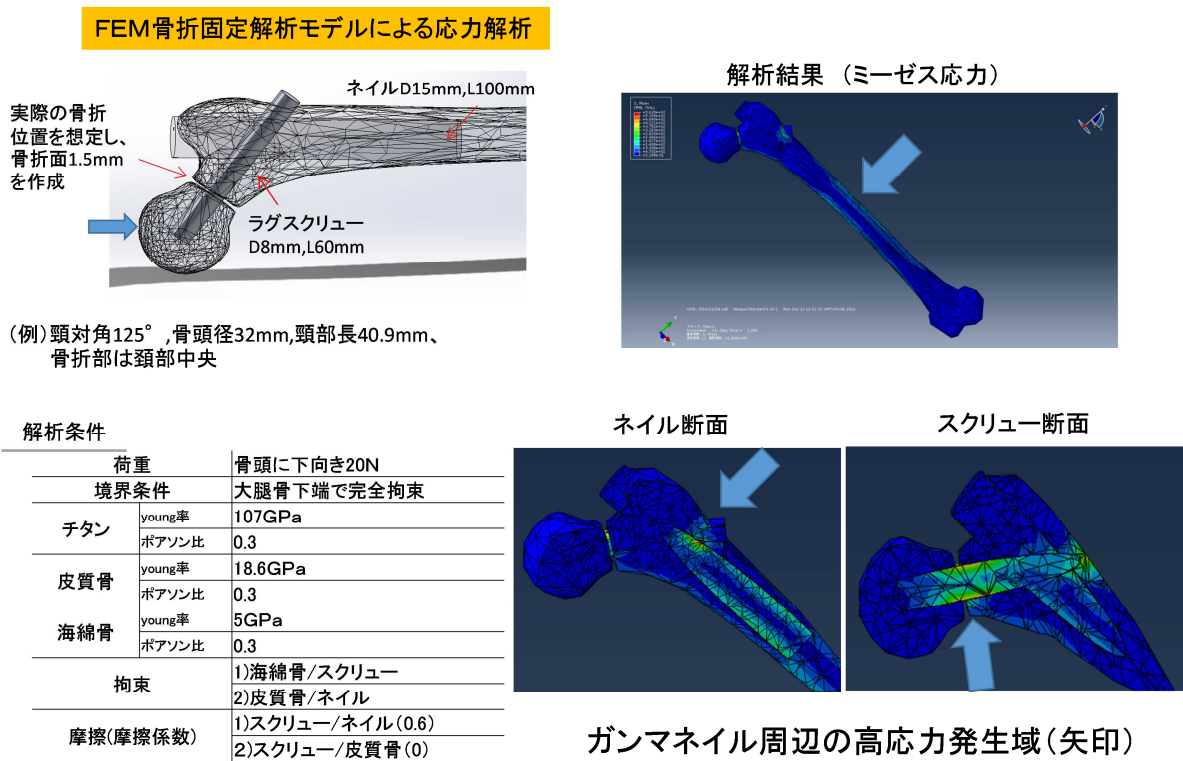 FEM骨折固定解析モデルによる応力解析
ネイルD15mm,L100mm
実際の骨折
位置を想定し、
骨折面1.5mm
を作成
ラグスクリュー
D8mm,L60mm
(例)頸対角125°,骨頭径32mm,頸部長40.9mm、
骨折部は頚部中央
解析結果 (ミーゼス応力)
解析条件
荷重 骨頭に下向き20N
境界条件 大腿骨下端で完全拘束
チタン young率 107GPa
ポアソン比 0.3
皮質骨 young率 18.6GPa
ポアソン比 0.3
海綿骨 young率 5GPa
ポアソン比 0.3
拘束 1)海綿骨/スクリュー
2)皮質骨/ネイル
摩擦(摩擦係数) 1)スクリュー/ネイル(0.6)
2)スクリュー/皮質骨(0)
ネイル断面
スクリュー断面
ガンマネイル周辺の高応力発生域(矢印)